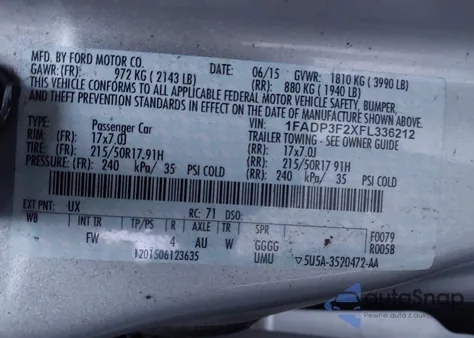 MFD. BY FORD MOTOR CO.
DATE: 06/15 GVWR: 1810 KG ( 3990 LB)
GAWR:(FR): 972 KG ( 2143 LB) (RR): 880 KG ( 1940 LB)
THIS VEHICLE CONFORMS TO ALL APPLICABLE FEDERAL MOTOR VEHICLE SAFETY, BUMPER,
AND THEFT PREVENTION STANDARDS IN EFFECT ON THE DATE OF MANUFACTURE SHOWN ABOVE.
VIN: 1FADP3F2XFL336212
TYPE: Passenger Car TRAILER TOWING - SEE OWNER GUIDE
RIM:(FR): 17x7.0J RIM:(RR): 17x7.0J
TIRE:(FR): 215/50R17,91H TIRE:(RR): 215/50R17,91H
PRESSURE:(FR): 240 kPa/ 35 PSI COLD (RR): 240 kPa/ 35 PSI COLD
EXT PNT: UX RC: 71 DSO:
WB INT TR TP/PS R A TR SPR F0079
FW 4 AU W GGGG R0058
1201506123635 UMU ▽5U5A-3520472-AA
autoSnap
Pewne auto z